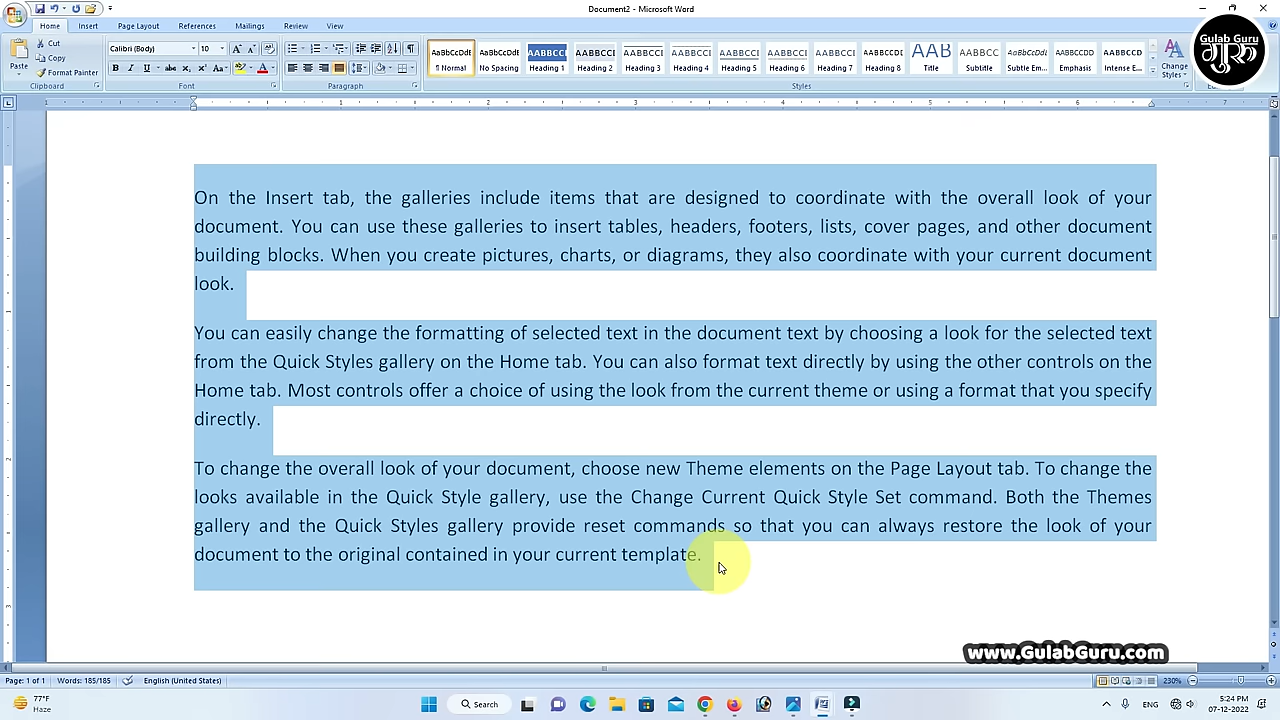 Document2 - Microsoft Word
Home Insert Page Layout References Mailings Review View
Gulab Guru
गुरू
Paste
Cut
Copy
Format Painter
Clipboard
Calibri (Body) 10
Font
Paragraph
AaBbCcDdI AaBbCcDdI AABBCC AABBCCI AABBCCI AABBCCI AABBCCI AABBCCI AABBCCI AABBCCI AAB AABBCC AaBbCcDdI AABBCCDI AABBCCD
¶ Normal No Spacing Heading 1 Heading 2 Heading 3 Heading 4 Heading 5 Heading 6 Heading 7 Heading 8 Title Subtitle Subtle Em... Emphasis Intense E...
Change
Styles
Styles
On the Insert tab, the galleries include items that are designed to coordinate with the overall look of your
document. You can use these galleries to insert tables, headers, footers, lists, cover pages, and other document
building blocks. When you create pictures, charts, or diagrams, they also coordinate with your current document
look.
You can easily change the formatting of selected text in the document text by choosing a look for the selected text
from the Quick Styles gallery on the Home tab. You can also format text directly by using the other controls on the
Home tab. Most controls offer a choice of using the look from the current theme or using a format that you specify
directly.
To change the overall look of your document, choose new Theme elements on the Page Layout tab. To change the
looks available in the Quick Style gallery, use the Change Current Quick Style Set command. Both the Themes
gallery and the Quick Styles gallery provide reset commands so that you can always restore the look of your
document to the original contained in your current template.
www.GulabGuru.com
Page: 1 of 1 Words: 185/185 English (United States) 230%
77°F
Haze
Search
ENG
5:24 PM
07-12-2022